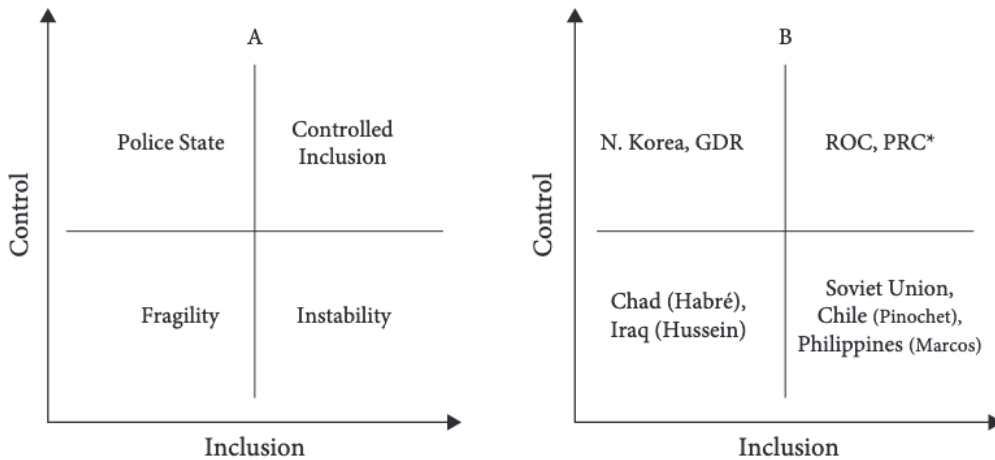 A
Control
Police State
Controlled
Inclusion
Fragility
Instability
Inclusion
B
Control
N. Korea, GDR
ROC, PRC*
Chad (Habré),
Iraq (Hussein)
Soviet Union,
Chile (Pinochet),
Philippines (Marcos)
Inclusion